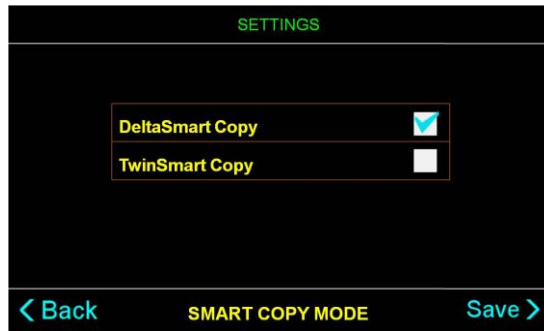 SETTINGS
DeltaSmart Copy
TwinSmart Copy
< Back SMART COPY MODE Save >